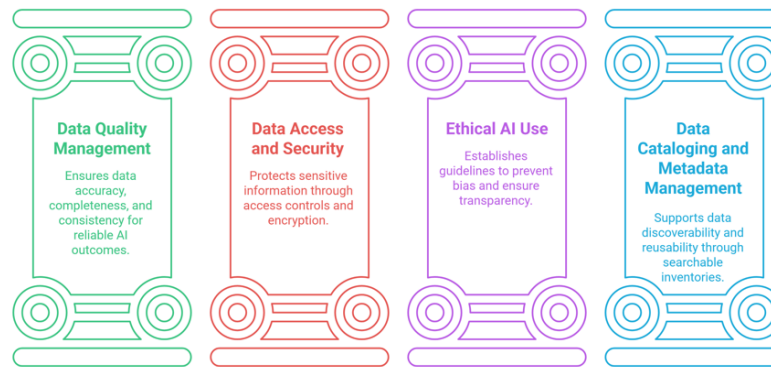 Data Quality
Management
Ensures data
accuracy,
completeness, and
consistency for
reliable AI
outcomes.
Data Access
and Security
Protects sensitive
information through
access controls and
encryption.
Ethical AI Use
Establishes
guidelines to prevent
bias and ensure
transparency.
Data
Cataloging and
Metadata
Management
Supports data
discoverability and
reusability through
searchable
inventories.